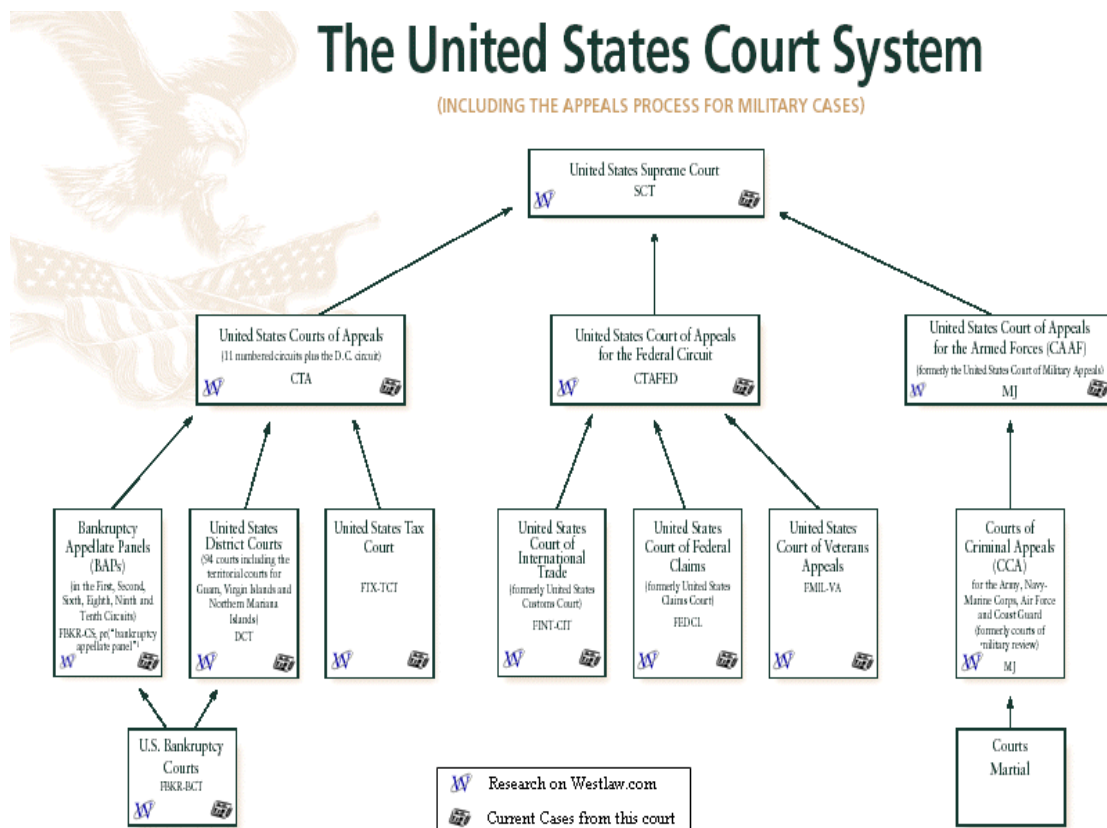 The United States Court System
(INCLUDING THE APPEALS PROCESS FOR MILITARY CASES)
United States Supreme Court
SCT
United States Courts of Appeals
(11 numbered circuits plus the D.C. circuit)
CTA
United States Court of Appeals
for the Federal Circuit
CTAFED
United States Court of Appeals
for the Armed Forces (CAAF)
(formerly the United States Court of Military Appeals)
MJ
Bankruptcy
Appellate Panels
(BAPs)
(in the First, Second,
Sixth, Eighth, Ninth and
Tenth Circuits)
FBKR-CS, pr("bankruptcy
appellate panel")
United States
District Courts
(94 courts including the
territorial courts for
Guam, Virgin Islands and
Northern Mariana
Islands)
DCT
United States Tax
Court
FTX-TCT
United States
Court of
International
Trade
(formerly United States
Customs Court)
FINT-CIT
United States
Court of Federal
Claims
(formerly United States
Claims Court)
FEDCL
United States
Court of Veterans
Appeals
FMIL-VA
Courts of
Criminal Appeals
(CCA)
for the Army, Navy-
Marine Corps, Air Force
and Coast Guard
(formerly courts of
military review)
MJ
U.S. Bankruptcy
Courts
FBKR-BCT
Courts
Martial
W Research on Westlaw.com
Current Cases from this court